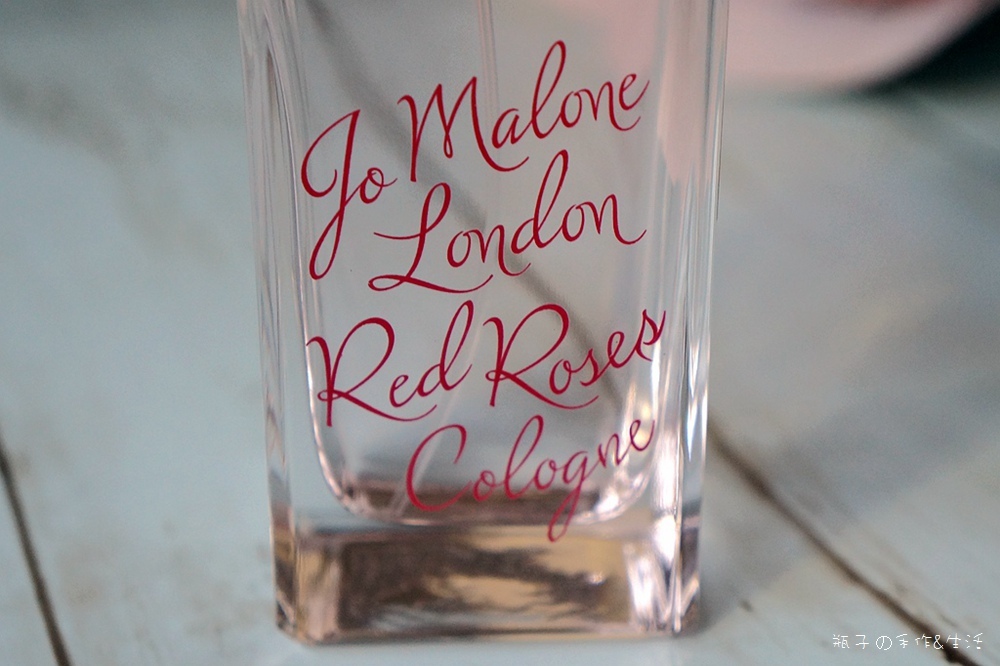 Jo Malone
London
Red Roses
Cologne
瓶子の手作&生活